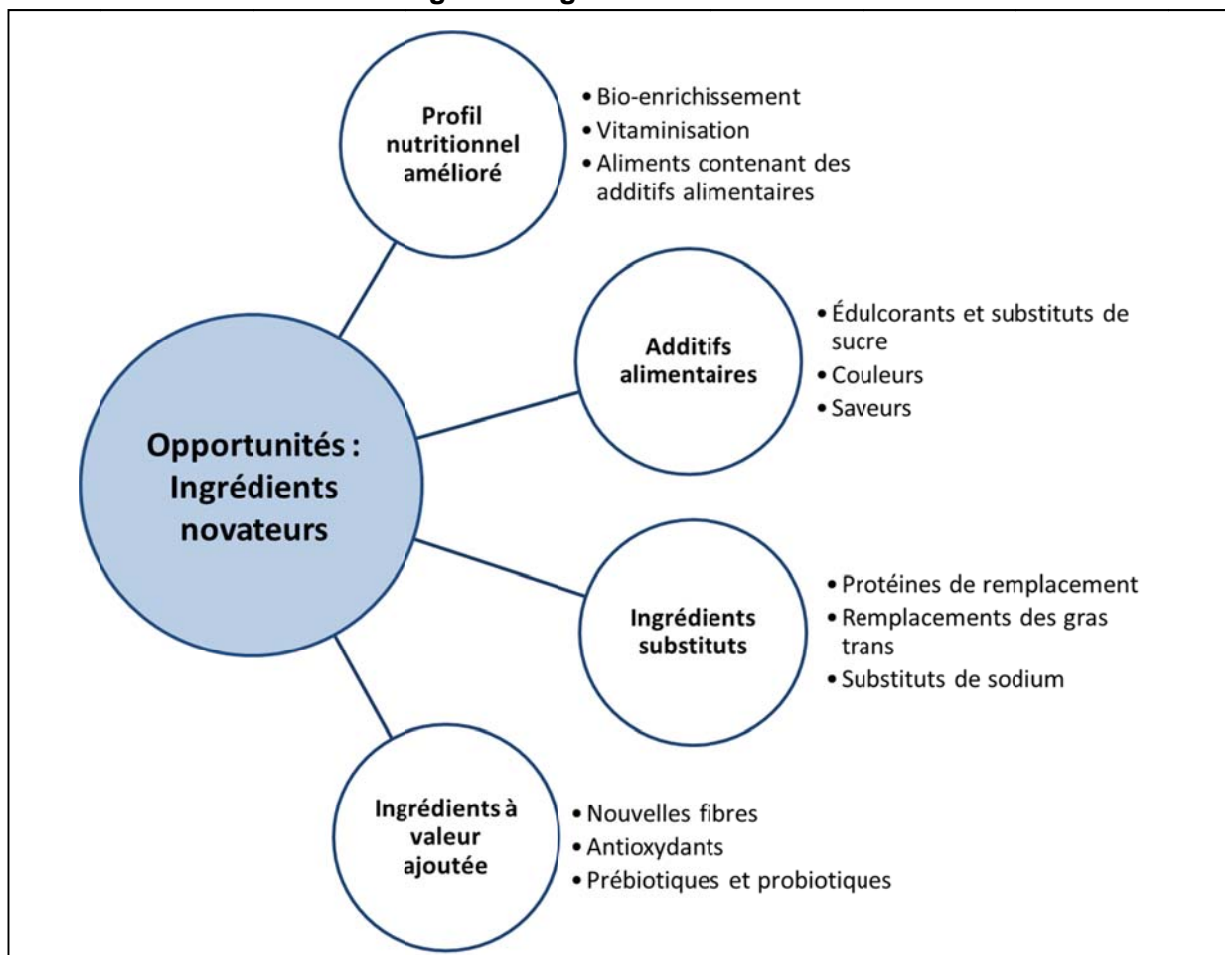 Profil
nutritionnel
amélioré
• Bio-enrichissement
• Vitaminisation
• Aliments contenant des
additifs alimentaires
Additifs
alimentaires
• Édulcorants et substituts de
sucre
• Couleurs
• Saveurs
Opportunités :
Ingrédients
novateurs
Ingrédients
substituts
• Protéines de remplacement
• Remplacements des gras
trans
• Substituts de sodium
Ingrédients à
valeur
ajoutée
• Nouvelles fibres
• Antioxydants
• Prébiotiques et probiotiques